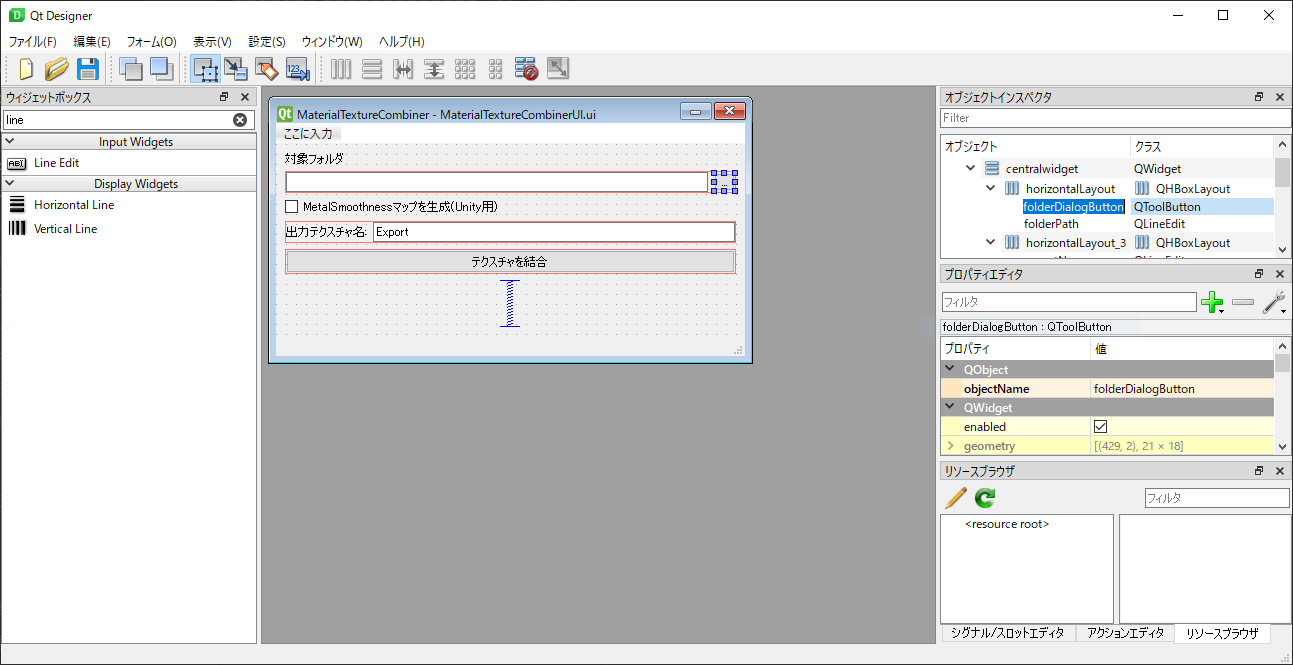 Qt Designer
ファイル(F) 編集(E) フォーム(O) 表示(V) 設定(S) ウィンドウ(W) ヘルプ(H)
ウィジェットボックス
line
Input Widgets
Line Edit
Display Widgets
Horizontal Line
Vertical Line
MaterialTextureCombiner - MaterialTextureCombinerUI.ui
ここに入力
対象フォルダ
...
MetalSmoothnessマップを生成(Unity用)
出力テクスチャ名: Export
テクスチャを結合
オブジェクトインスペクタ
Filter
オブジェクト クラス
centralwidget QWidget
horizontalLayout QHBoxLayout
folderDialogButton QToolButton
folderPath QLineEdit
horizontalLayout_3 QHBoxLayout
プロパティエディタ
フィルタ
folderDialogButton : QToolButton
プロパティ 値
QObject
objectName folderDialogButton
QWidget
enabled
geometry [(429, 2), 21 × 18]
リソースブラウザ
フィルタ
<resource root>
シグナル/スロットエディタ アクションエディタ リソースブラウザ